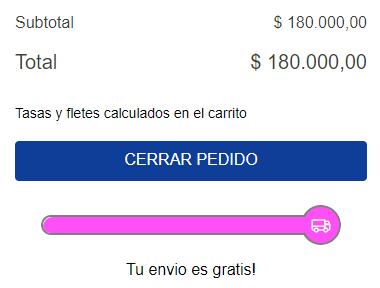 Subtotal $ 180.000,00
Total $ 180.000,00
Tasas y fletes calculados en el carrito
CERRAR PEDIDO
Tu envio es gratis!